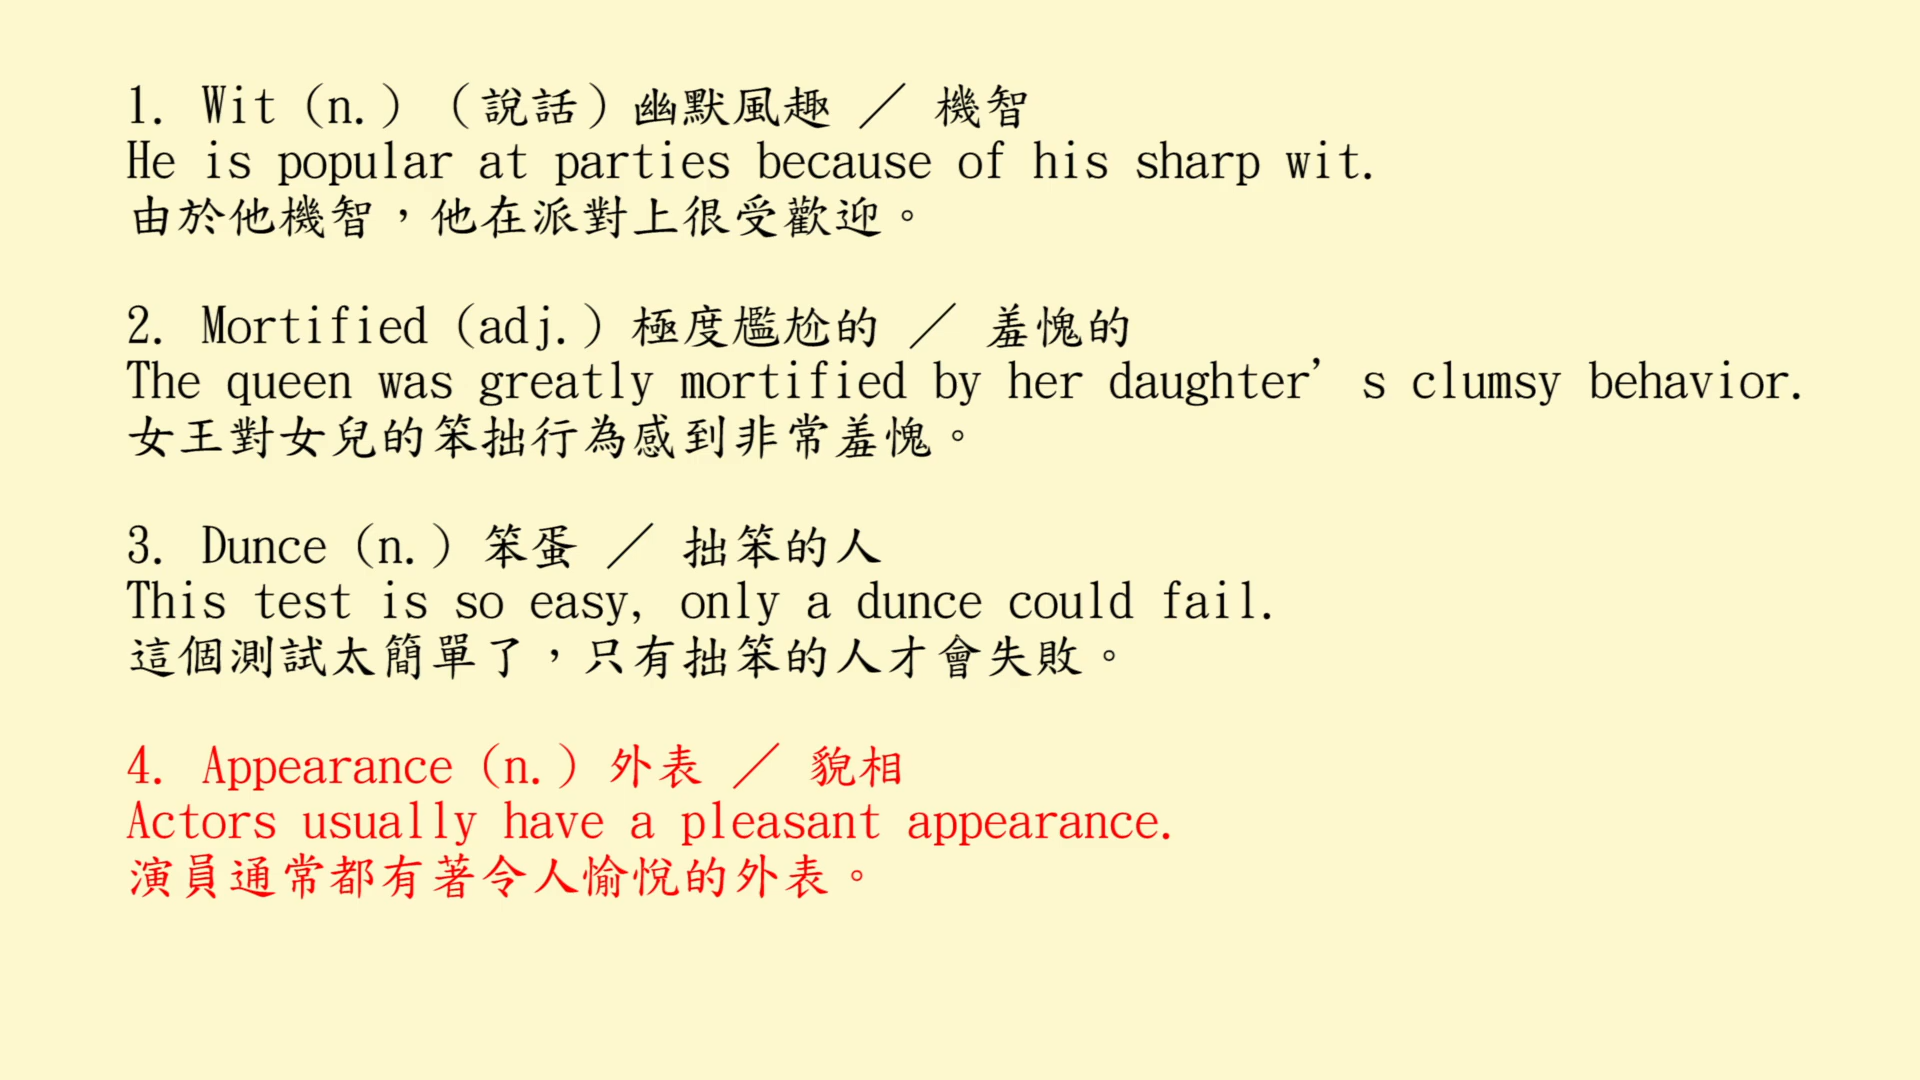 1. Wit (n.) (說話) 幽默風趣 ／ 機智
He is popular at parties because of his sharp wit.
由於他機智，他在派對上很受歡迎。
2. Mortified (adj.) 極度尷尬的 ／ 羞愧的
The queen was greatly mortified by her daughter’s clumsy behavior.
女王對女兒的笨拙行為感到非常羞愧。
3. Dunce (n.) 笨蛋 ／ 拙笨的人
This test is so easy, only a dunce could fail.
這個測試太簡單了，只有拙笨的人才會失敗。
4. Appearance (n.) 外表 ／ 貌相
Actors usually have a pleasant appearance.
演員通常都有著令人愉悅的外表。